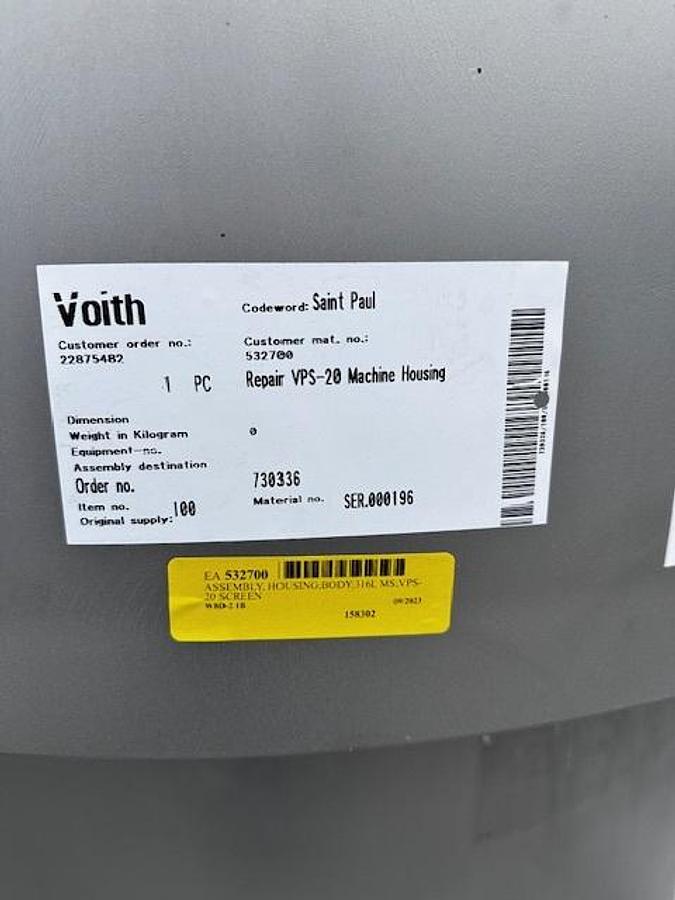 Voith
Codeword: Saint Paul
Customer order no.:
22875482
Customer mat. no.:
532700
1 PC
Repair VPS-20 Machine Housing
Dimension
Weight in Kilogram 0
Equipment-no.
Assembly destination
Order no. 730336
Item no. 100
Material no. SER.000196
Original supply:
EA 532700
ASSEMBLY, HOUSING,BODY,316L MS,VPS-
20 SCREEN
09/2023
158302